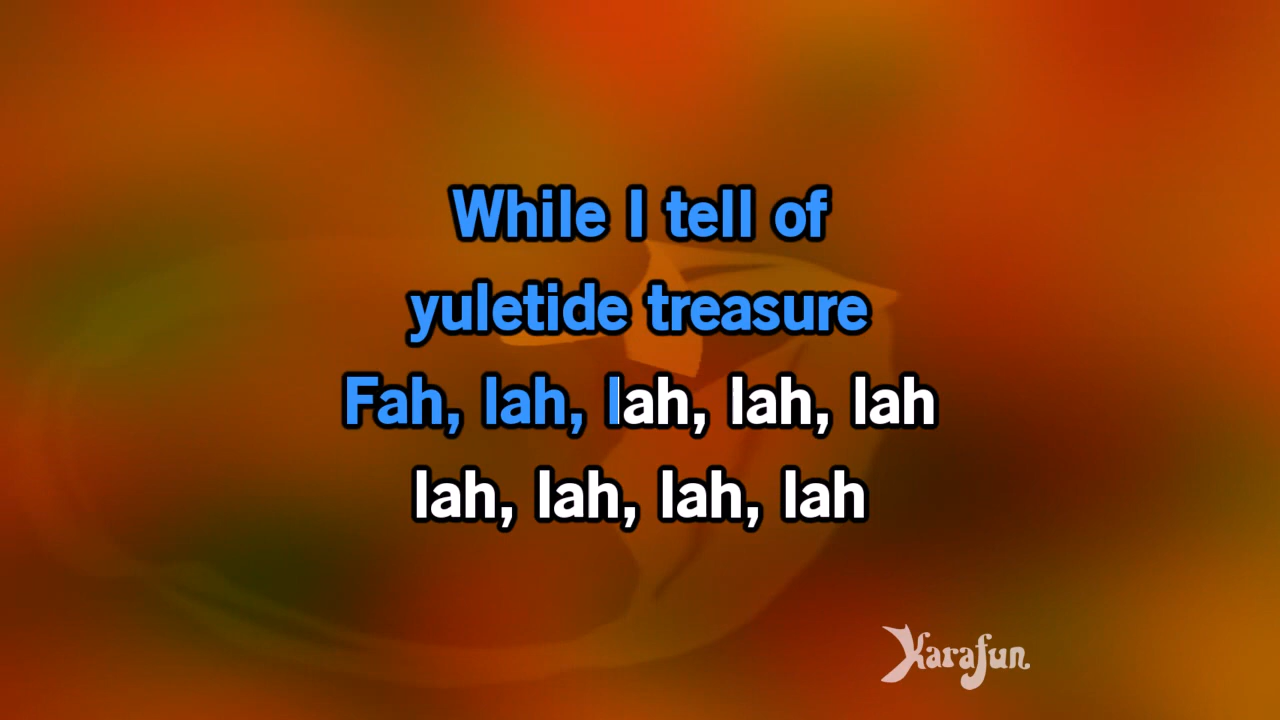 While I tell of
yuletide treasure
Fah, lah, lah, lah, lah
lah, lah, lah, lah
Karafun